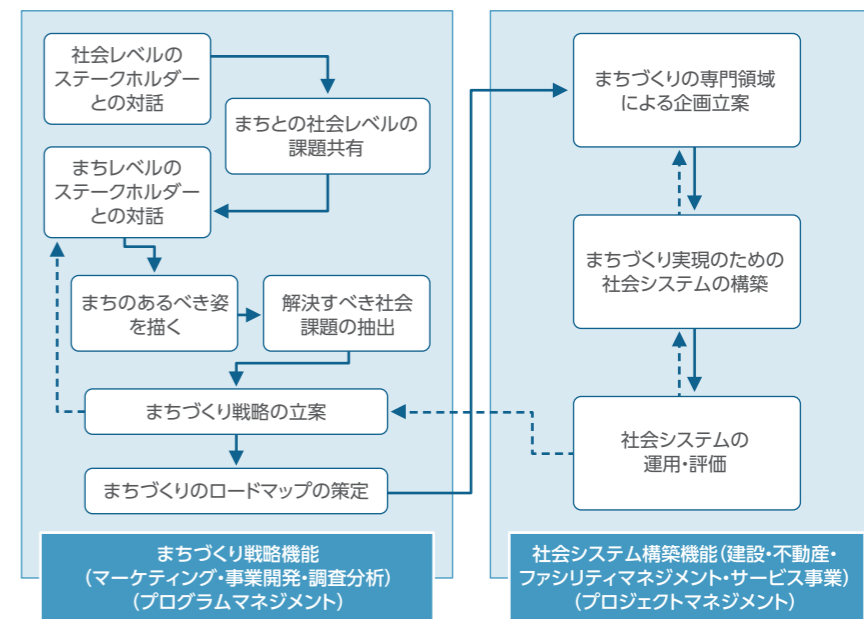 社会レベルの
ステークホルダー
との対話
まちとの社会レベルの
課題共有
まちレベルの
ステークホルダー
との対話
まちのあるべき姿
を描く
解決すべき社会
課題の抽出
まちづくり戦略の立案
まちづくりのロードマップの策定
まちづくり戦略機能
(マーケティング・事業開発・調査分析)
(プログラムマネジメント)
まちづくりの専門領域
による企画立案
まちづくり実現のための
社会システムの構築
社会システムの
運用・評価
社会システム構築機能(建設・不動産・
ファシリティマネジメント・サービス事業)
(プロジェクトマネジメント)